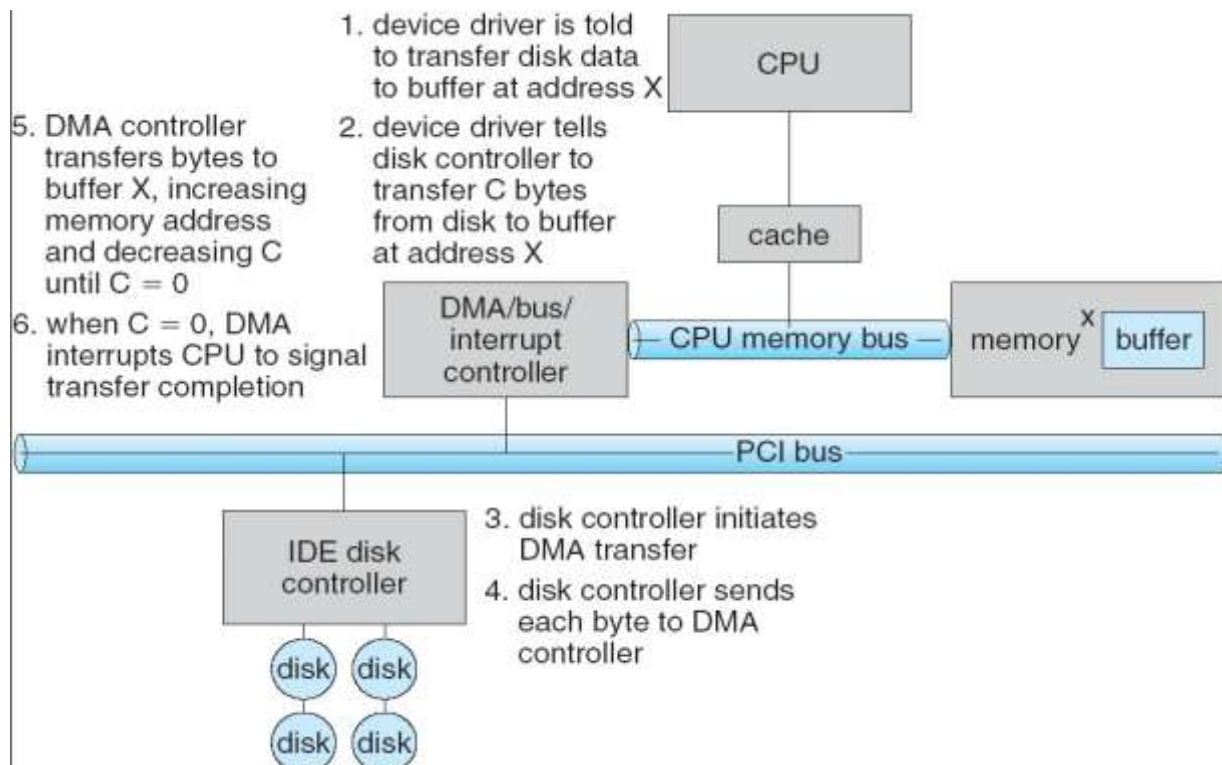 1. device driver is told
to transfer disk data
to buffer at address X
CPU
5. DMA controller
transfers bytes to
buffer X, increasing
memory address
and decreasing C
until C = 0
2. device driver tells
disk controller to
transfer C bytes
from disk to buffer
at address X
cache
6. when C = 0, DMA
interrupts CPU to signal
transfer completion
DMA/bus/
interrupt
controller
CPU memory bus
memory
X
buffer
PCI bus
IDE disk
controller
3. disk controller initiates
DMA transfer
4. disk controller sends
each byte to DMA
controller
disk
disk
disk
disk